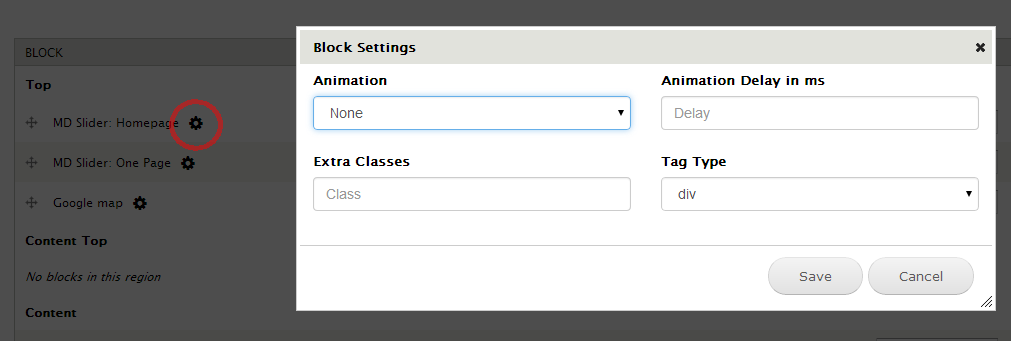 BLOCK
Top
MD Slider: Homepage
MD Slider: One Page
Google map
Content Top
No blocks in this region
Content
Block Settings
Animation
None
Animation Delay in ms
Delay
Extra Classes
Class
Tag Type
div
Save
Cancel